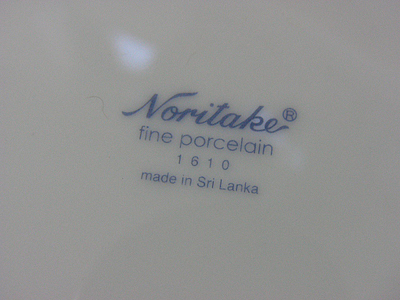 Noritake®
fine porcelain
1610
made in Sri Lanka